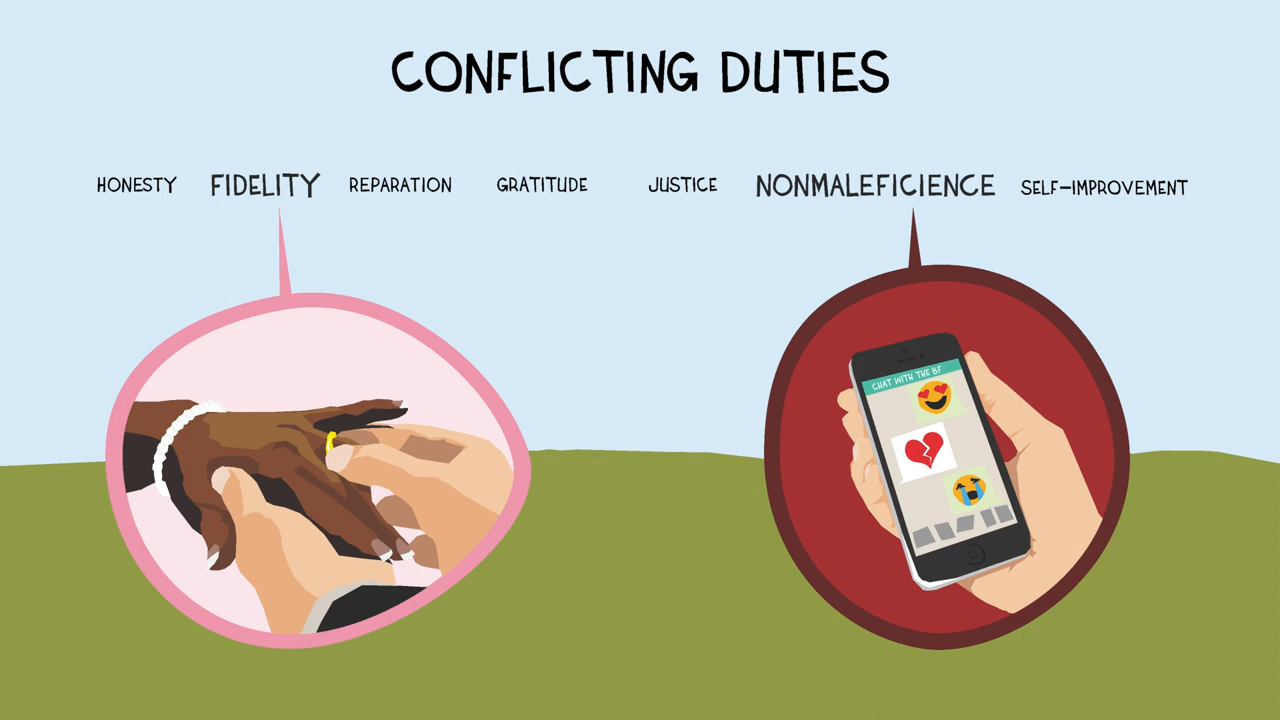 CONFLICTING DUTIES
HONESTY FIDELITY REPARATION GRATITUDE JUSTICE NONMALEFICIENCE SELF-IMPROVEMENT
CHAT WITH THE BF